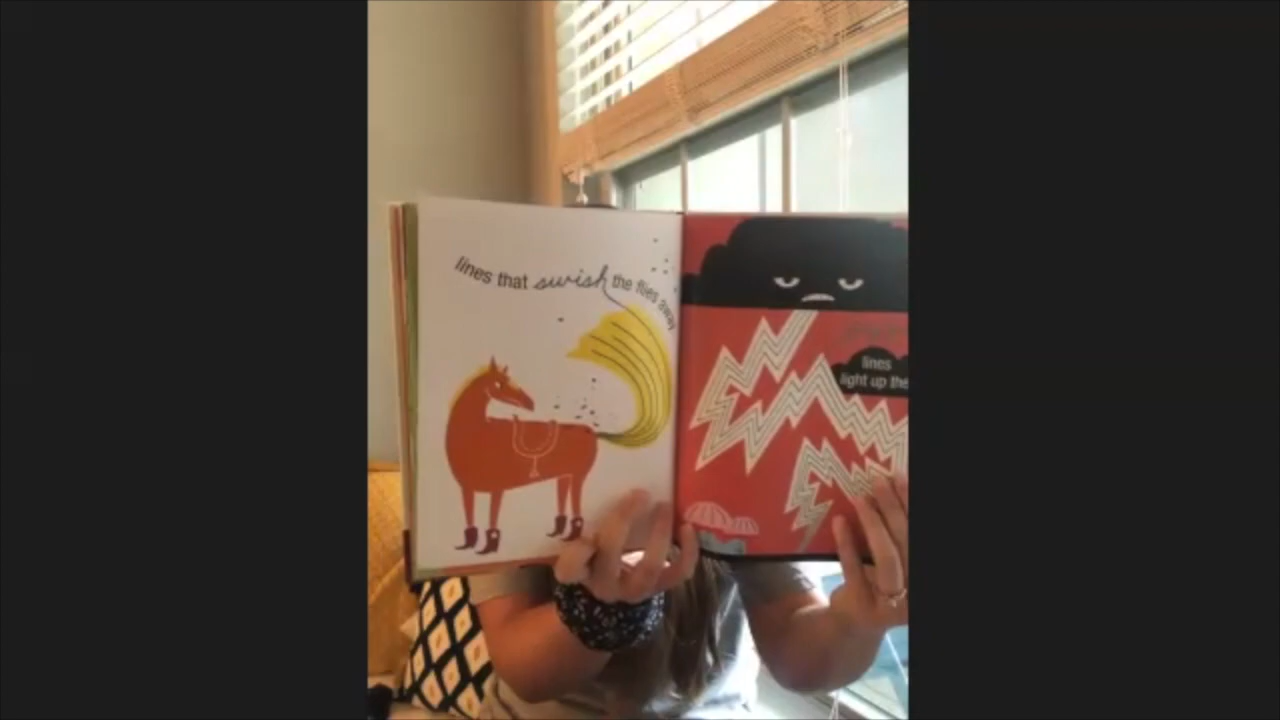 lines that swish the flies away
lines
light up the